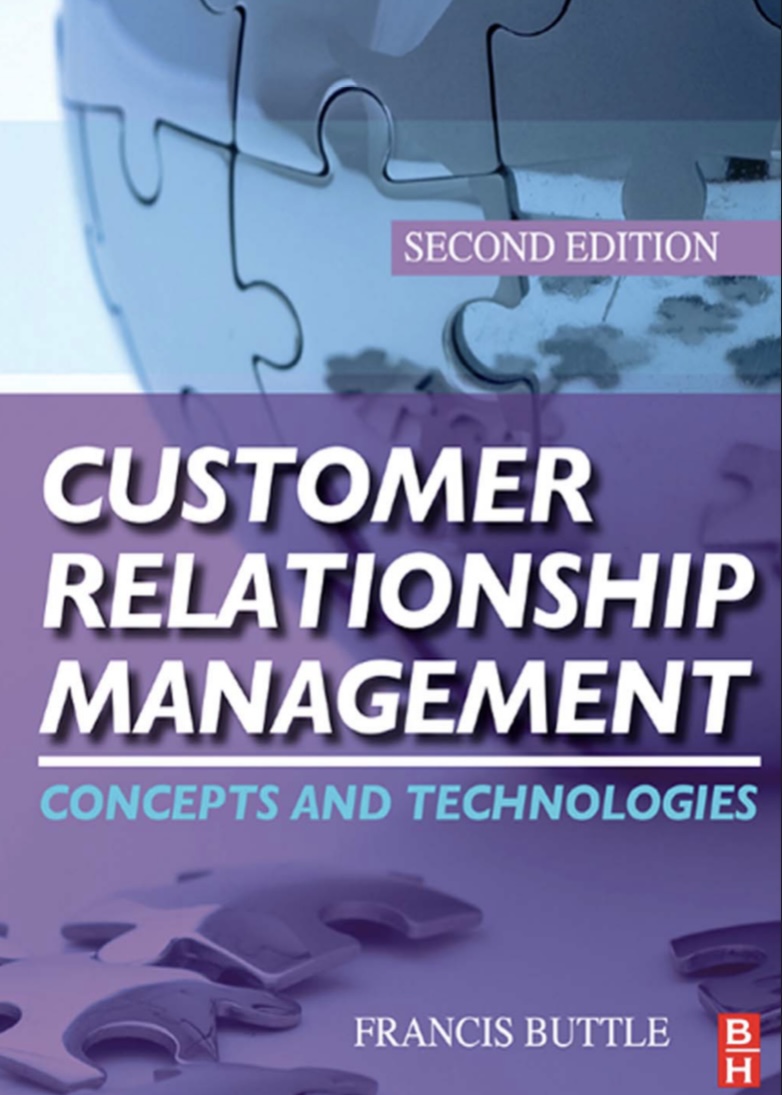 SECOND EDITION
CUSTOMER
RELATIONSHIP
MANAGEMENT
CONCEPTS AND TECHNOLOGIES
FRANCIS BUTTLE
B
H